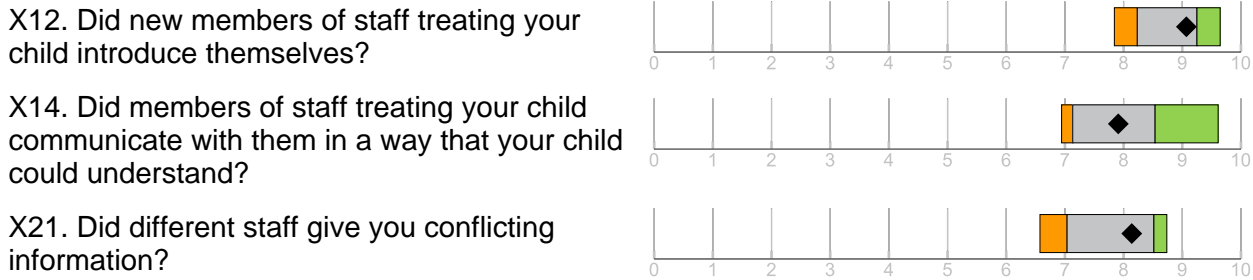 X12. Did new members of staff treating your
child introduce themselves?
0 1 2 3 4 5 6 7 8 9 10
X14. Did members of staff treating your child
communicate with them in a way that your child
could understand?
0 1 2 3 4 5 6 7 8 9 10
X21. Did different staff give you conflicting
information?
0 1 2 3 4 5 6 7 8 9 10